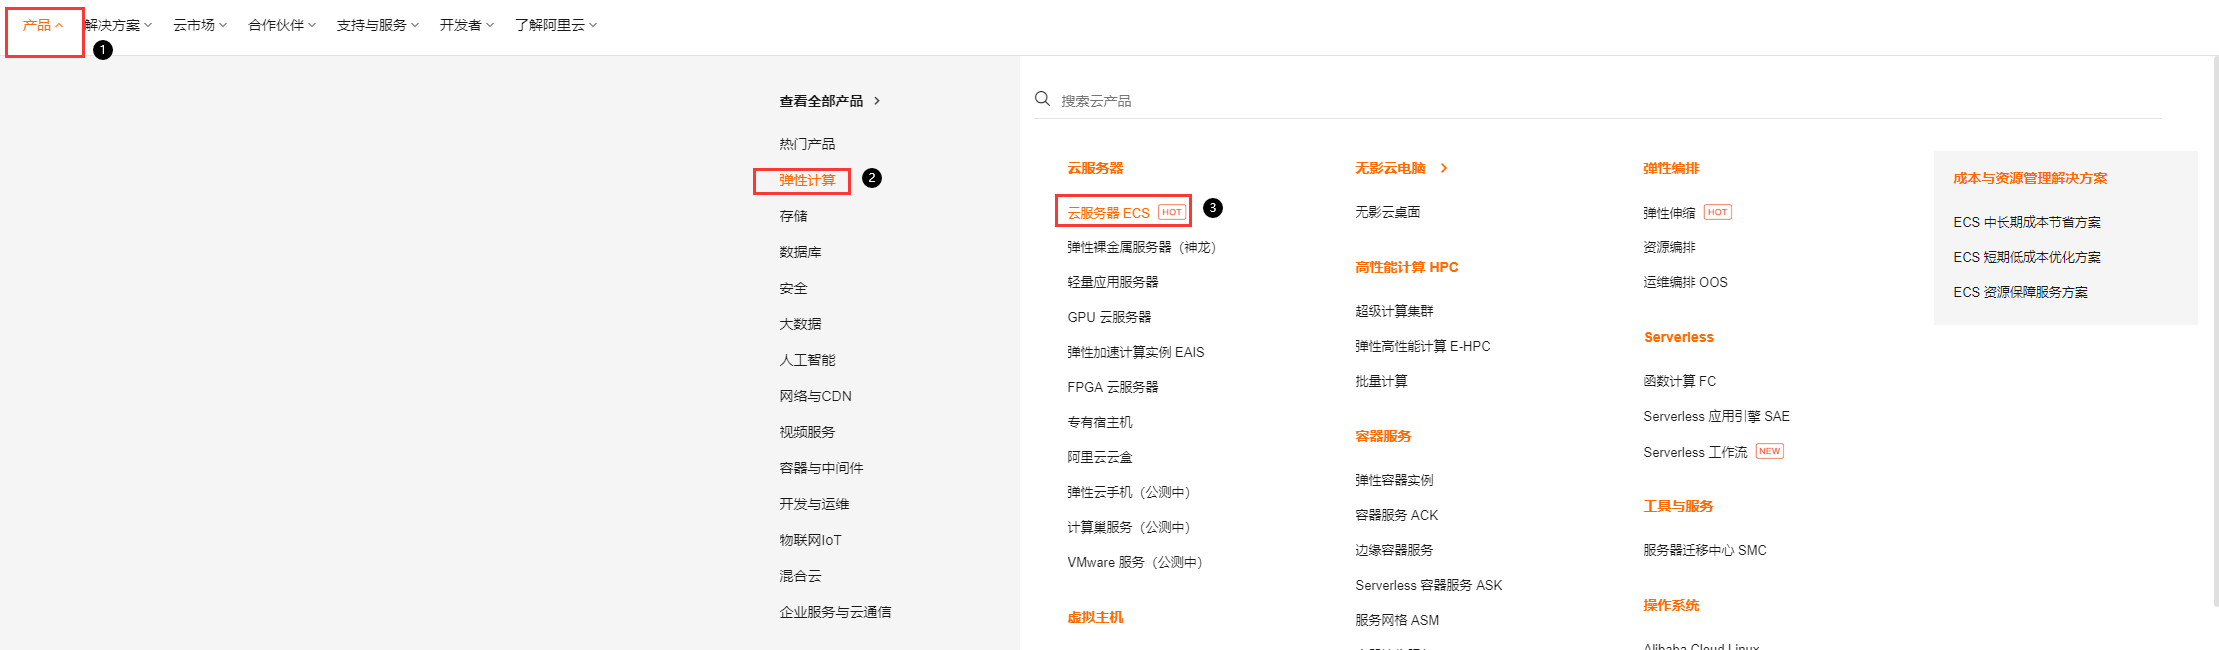 产品
解决方案
云市场
合作伙伴
支持与服务
开发者
了解阿里云
1
查看全部产品
热门产品
弹性计算
2
存储
数据库
安全
大数据
人工智能
网络与CDN
视频服务
容器与中间件
开发与运维
物联网IoT
混合云
企业服务与云通信
搜索云产品
云服务器
云服务器 ECS HOT
3
弹性裸金属服务器（神龙）
轻量应用服务器
GPU 云服务器
弹性加速计算实例 EAIS
FPGA 云服务器
专有宿主机
阿里云云盒
弹性云手机（公测中）
计算巢服务（公测中）
VMware 服务（公测中）
虚拟主机
无影云电脑
无影云桌面
高性能计算 HPC
超级计算集群
弹性高性能计算 E-HPC
批量计算
容器服务
弹性容器实例
容器服务 ACK
边缘容器服务
Serverless 容器服务 ASK
服务网格 ASM
弹性编排
弹性伸缩 HOT
资源编排
运维编排 OOS
Serverless
函数计算 FC
Serverless 应用引擎 SAE
Serverless 工作流 NEW
工具与服务
服务器迁移中心 SMC
操作系统
Alibaba Cloud Linux
成本与资源管理解决方案
ECS 中长期成本节省方案
ECS 短期低成本优化方案
ECS 资源保障服务方案